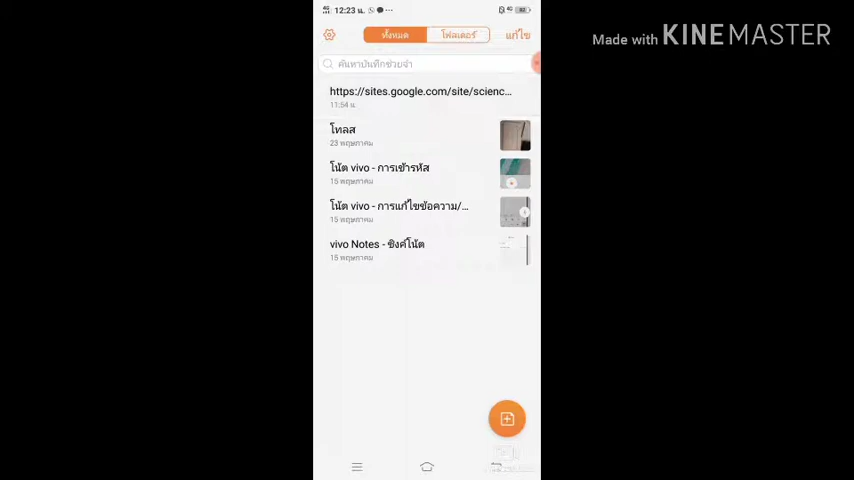 12:23 น.
Made with KINEMASTER
ทั้งหมด
โฟลเดอร์
แก้ไข
ค้นหาบันทึกช่วยจำ
https://sites.google.com/site/scienc...
11:54 น.
โทลส
23 พฤษภาคม
โน้ต vivo - การเข้ารหัส
15 พฤษภาคม
โน้ต vivo - การแก้ไขข้อความ/...
15 พฤษภาคม
vivo Notes - ซิงค์โน้ต
15 พฤษภาคม